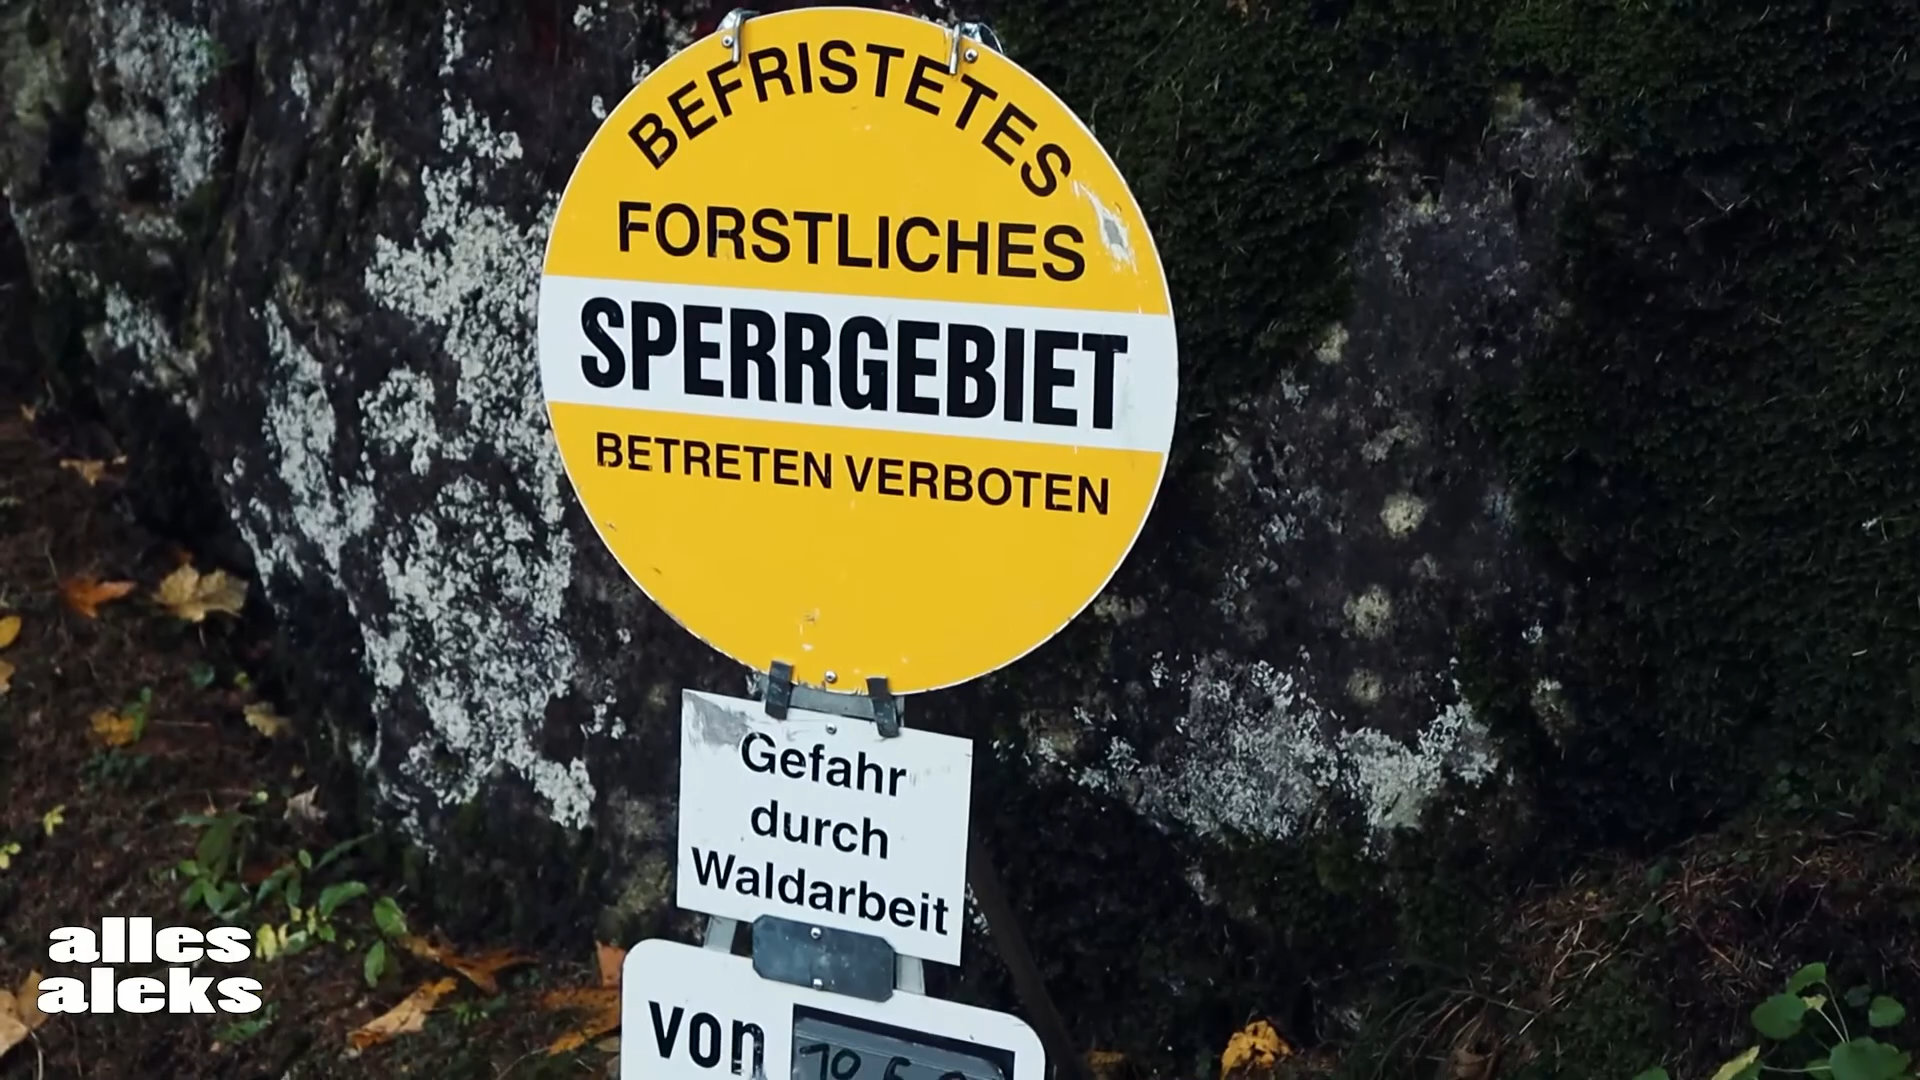 BEFRISTETES
FORSTLICHES
SPERRGEBIET
BETRETEN VERBOTEN
Gefahr
durch
Waldarbeit
von
alles
aleks